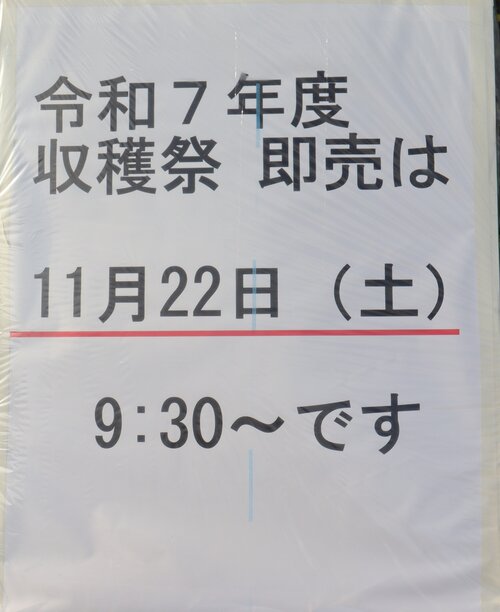 令和７年度
収穫祭 即売は
11月22日（土）
9:30～です